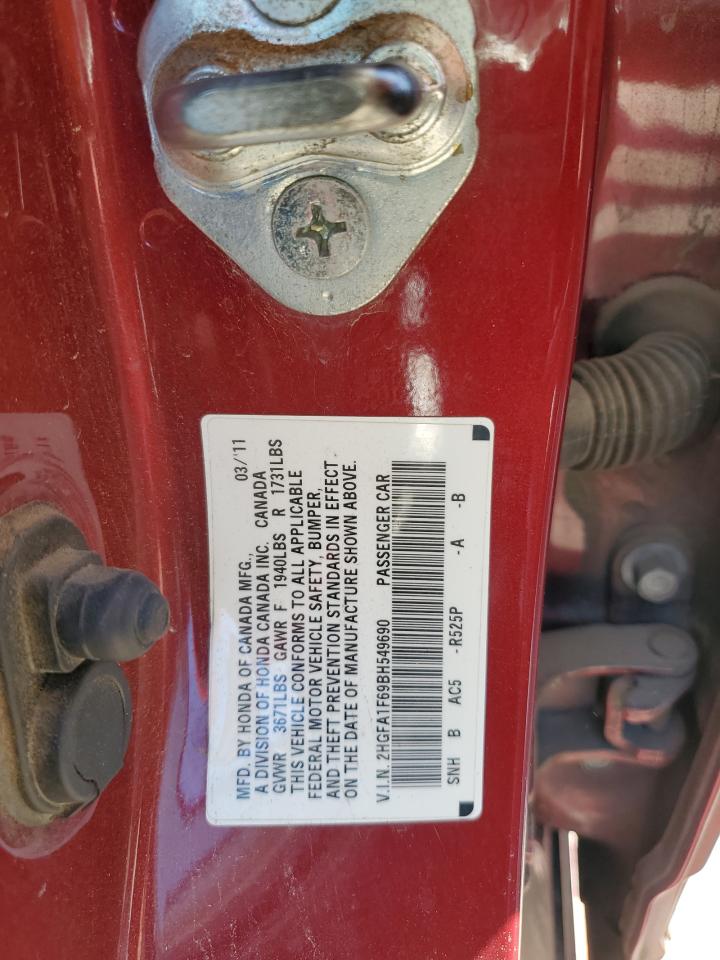 MFD. BY HONDA OF CANADA MFG., 03/'11
A DIVISION OF HONDA CANADA INC. CANADA
GVWR 3671LBS GAWR F 1940LBS R 1731LBS
THIS VEHICLE CONFORMS TO ALL APPLICABLE
FEDERAL MOTOR VEHICLE SAFETY, BUMPER,
AND THEFT PREVENTION STANDARDS IN EFFECT
ON THE DATE OF MANUFACTURE SHOWN ABOVE.
V.I.N. 2HGFA1F69BH549690 PASSENGER CAR
SNH B AC5 -R525P -A -B